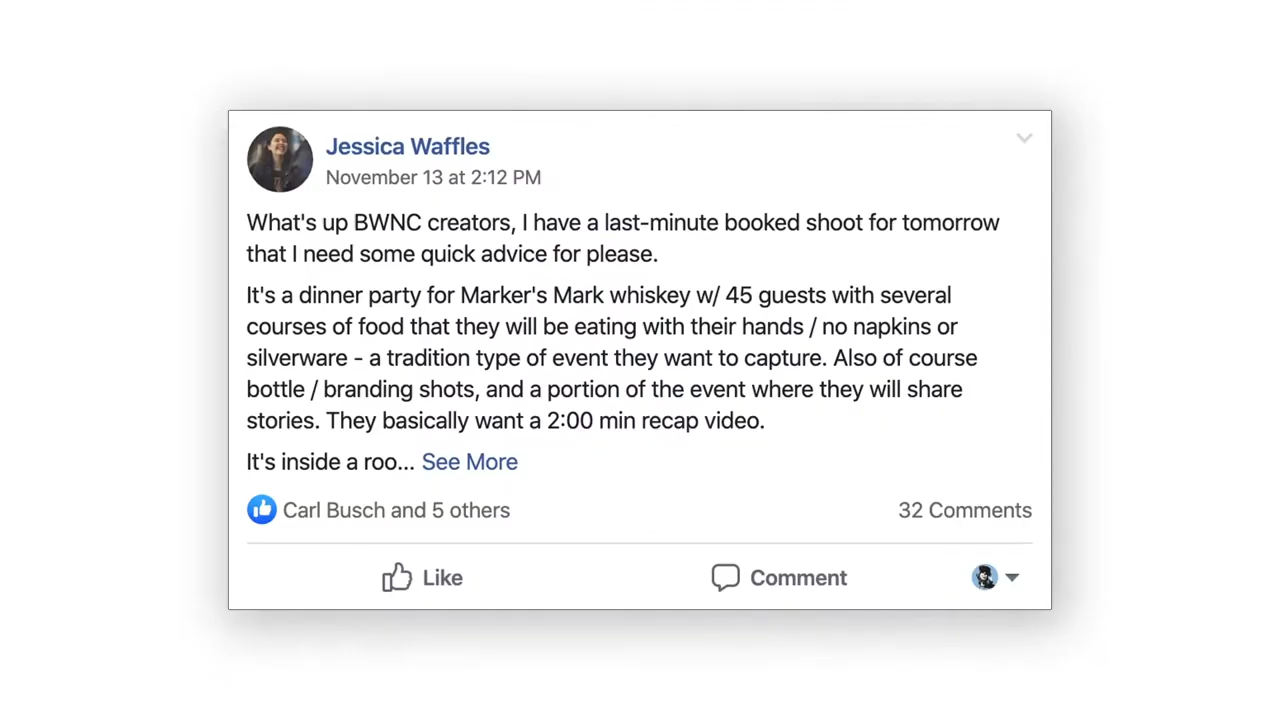 Jessica Waffles
November 13 at 2:12 PM
What's up BWNC creators, I have a last-minute booked shoot for tomorrow
that I need some quick advice for please.
It's a dinner party for Marker's Mark whiskey w/ 45 guests with several
courses of food that they will be eating with their hands / no napkins or
silverware - a tradition type of event they want to capture. Also of course
bottle / branding shots, and a portion of the event where they will share
stories. They basically want a 2:00 min recap video.
It's inside a roo... See More
Carl Busch and 5 others 32 Comments
Like Comment